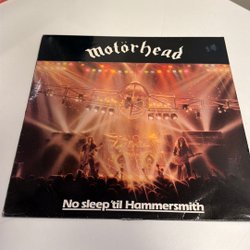 Motörhead
No sleep 'til Hammersmith